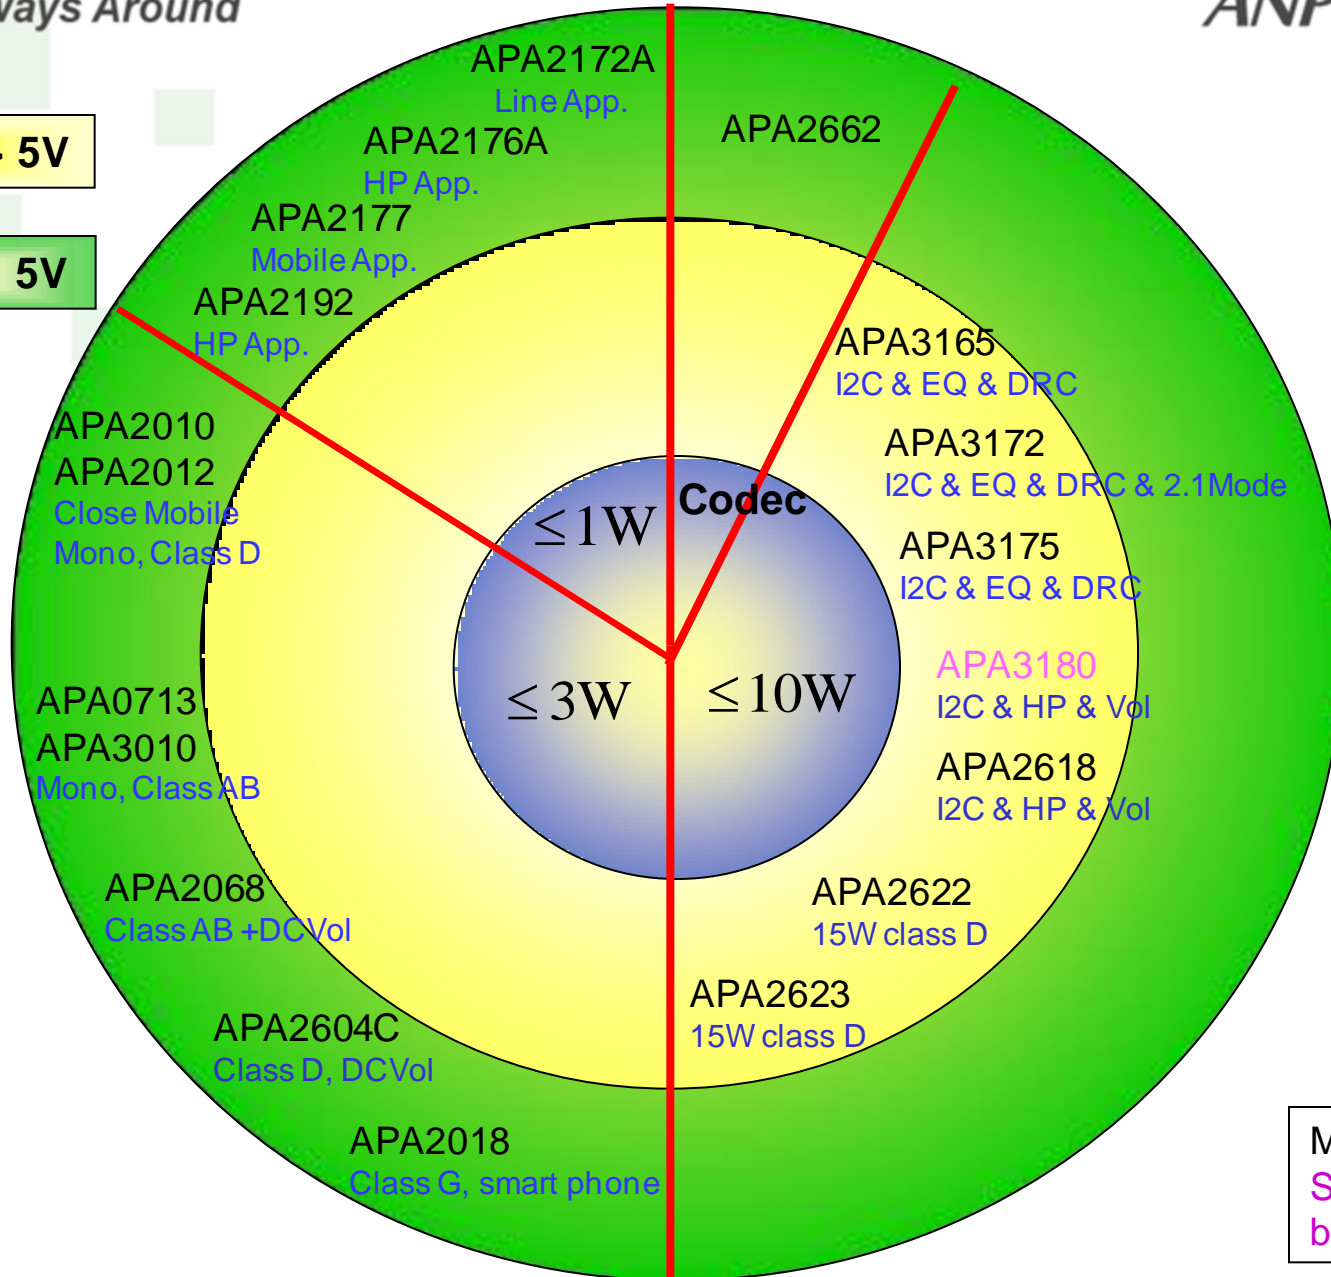 ways Around
ANP
5V
5V
APA2172A
Line App.
APA2176A
HP App.
APA2177
Mobile App.
APA2192
HP App.
APA2662
APA2010
APA2012
Close Mobile
Mono, Class D
APA0713
APA3010
Mono, Class AB
APA2068
Class AB +DCVol
APA2604C
Class D, DCVol
APA2018
Class G, smart phone
≤1W
Codec
≤3W
≤10W
APA3165
I2C & EQ & DRC
APA3172
I2C & EQ & DRC & 2.1Mode
APA3175
I2C & EQ & DRC
APA3180
I2C & HP & Vol
APA2618
I2C & HP & Vol
APA2622
15W class D
APA2623
15W class D
M
S
b